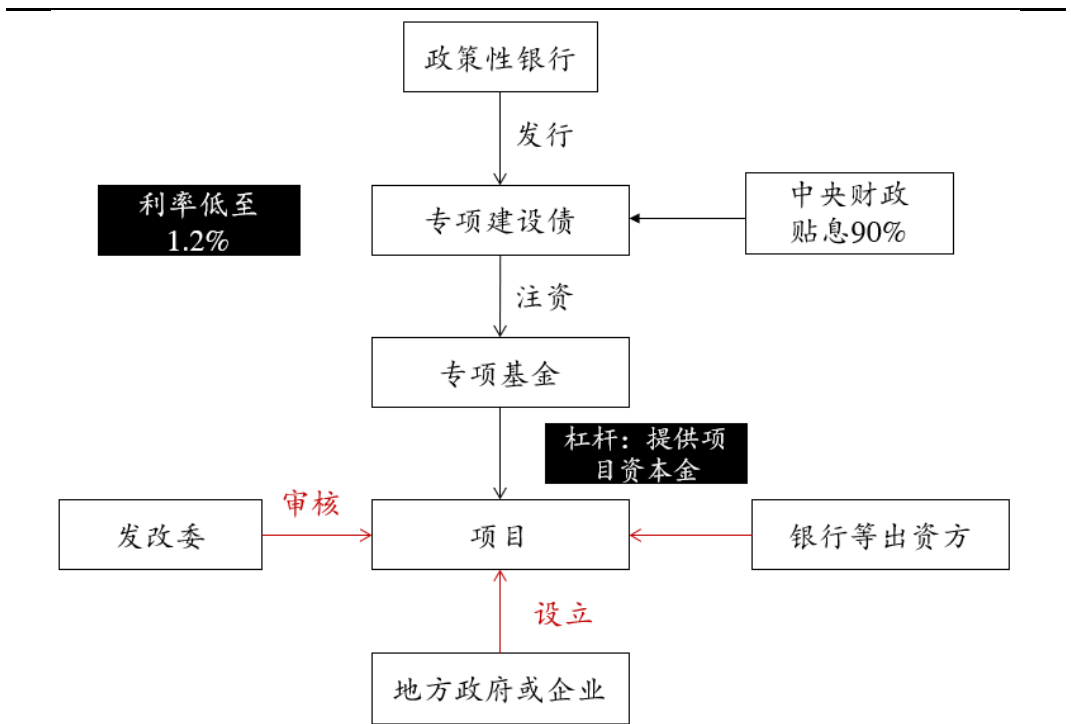 政策性银行
发行
利率低至
1.2%
专项建设债
中央财政
贴息90%
注资
专项基金
杠杆：提供项
目资本金
发改委
审核
项目
银行等出资方
设立
地方政府或企业